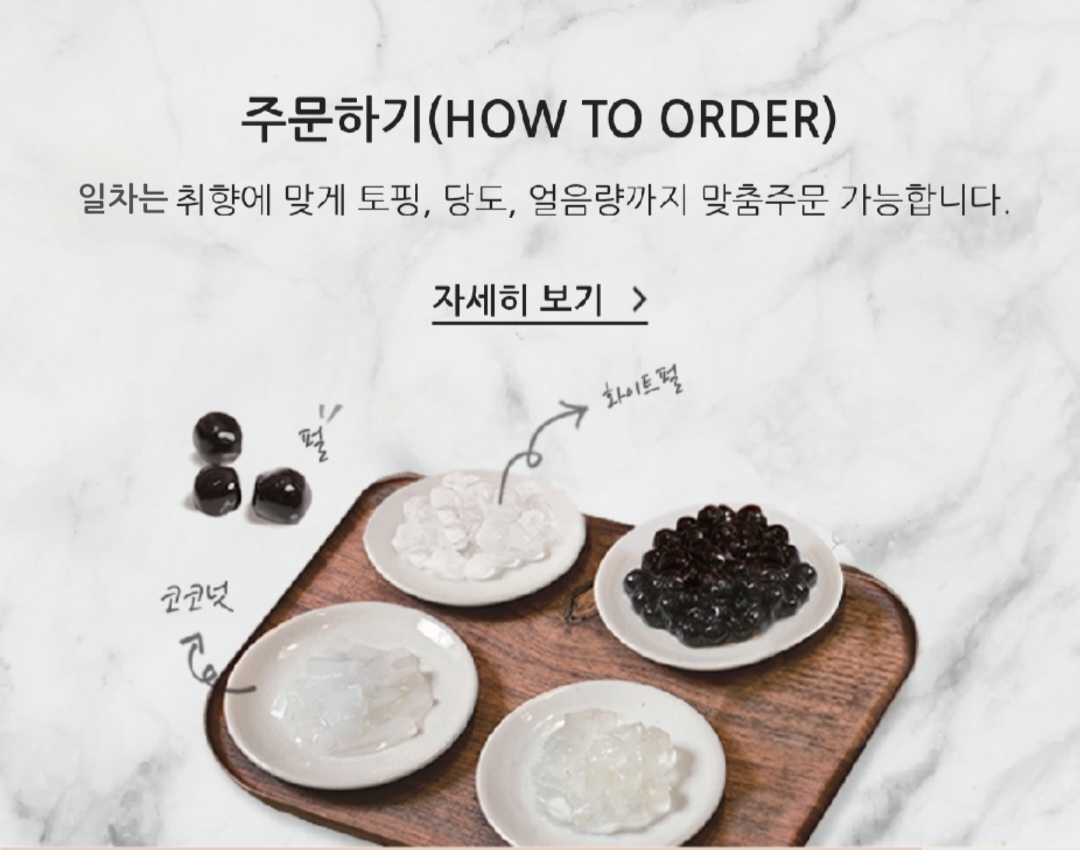 주문하기(HOW TO ORDER)
일차는 취향에 맞게 토핑, 당도, 얼음량까지 맞춤주문 가능합니다.
자세히 보기 >
화이트펄
펄
코코넛